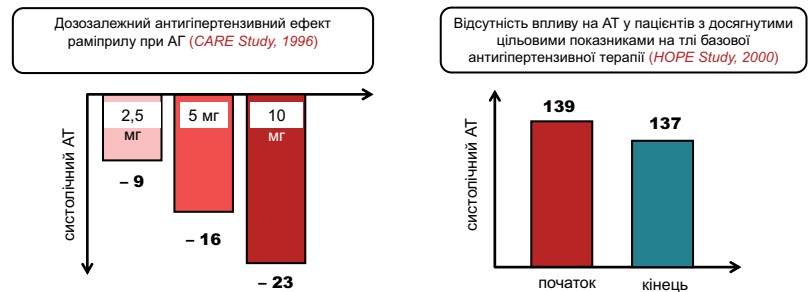 Дозозалежний антигіпертензивний ефект
раміприлу при АГ (CARE Study, 1996)
систолічний АТ
2,5
мг
5 мг
10
мг
– 9
– 16
– 23
Відсутність впливу на АТ у пацієнтів з досягнутими
цільовими показниками на тлі базової
антигіпертензивної терапії (HOPE Study, 2000)
систолічний АТ
139
137
початок
кінець